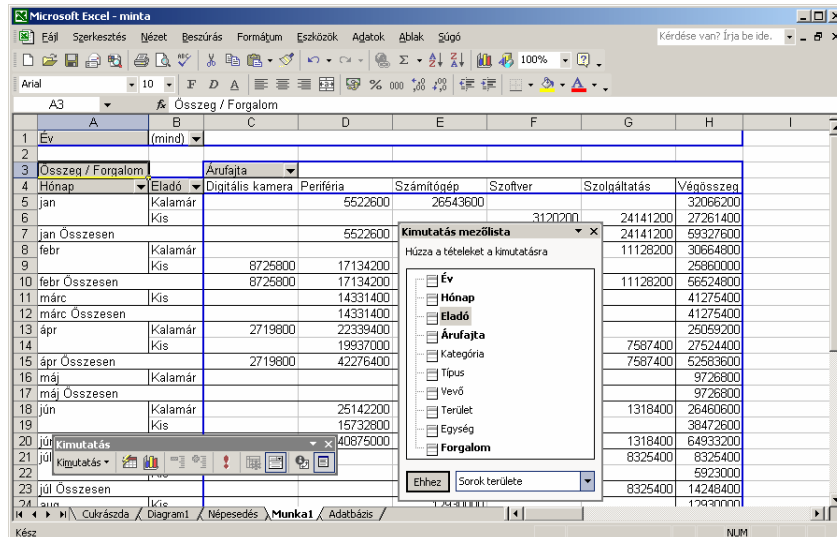 Microsoft Excel - minta
Fájl Szerkesztés Nézet Beszúrás Formátum Eszközök Adatok Ablak Súgó Kérdése van? Írja be ide.
100%
Arial 10 F D A % 000
A3 fx Összeg / Forgalom
A B C D E F G H I
1 Év (mind)
2
3 Összeg / Forgalom Árufajta
4 Hónap Eladó Digitális kamera Periféria Számítógép Szoftver Szolgáltatás Végösszeg
5 jan Kalamár 5522600 26543600 32066200
6 Kis 3120200 24141200 27261400
7 jan Összesen 5522600 24141200 59327600
8 febr Kalamár 11128200 30664800
9 Kis 8725800 17134200 25860000
10 febr Összesen 8725800 17134200 11128200 56524800
11 márc Kis 14331400 41275400
12 márc Összesen 14331400 41275400
13 ápr Kalamár 2719800 22339400 25059200
14 Kis 19937000 7587400 27524400
15 ápr Összesen 2719800 42276400 7587400 52583600
16 máj Kalamár 9726800
17 máj Összesen 9726800
18 jún Kalamár 25142200 1318400 26460600
19 Kis 15732800 38472600
20 40875000 1318400 64933200
21 8325400 8325400
22 5923000
23 júl Összesen 8325400 14248400
24 aug Kis 12930000 12930000
Kimutatás mezőlista
Húzza a tételeket a kimutatásra
Év
Hónap
Eladó
Árufajta
Kategória
Típus
Vevő
Terület
Egység
Forgalom
Ehhez Sorok területe
Kimutatás
Kimutatás
Cukrászda Diagram1 Népesedés Munka1 Adatbázis
Kész NUM